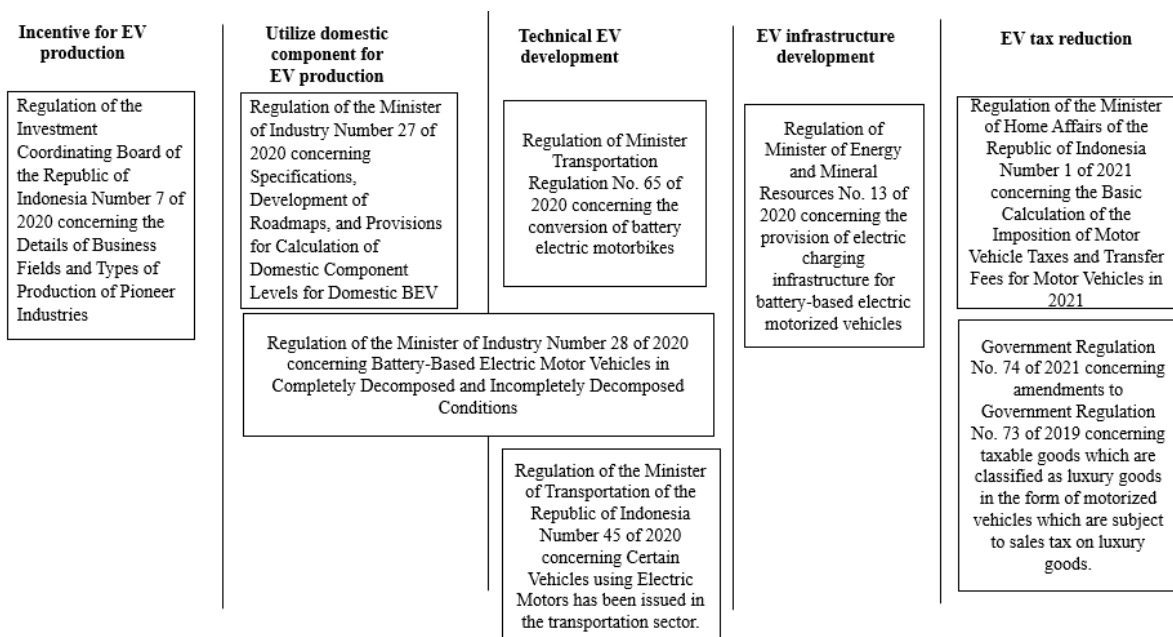 Incentive for EV
production
Regulation of the
Investment
Coordinating Board of
the Republic of
Indonesia Number 7 of
2020 concerning the
Details of Business
Fields and Types of
Production of Pioneer
Industries
Utilize domestic
component for
EV production
Regulation of the Minister
of Industry Number 27 of
2020 concerning
Specifications,
Development of
Roadmaps, and Provisions
for Calculation of
Domestic Component
Levels for Domestic BEV
Technical EV
development
Regulation of Minister
Transportation
Regulation No. 65 of
2020 concerning the
conversion of battery
electric motorbikes
Regulation of the Minister of Industry Number 28 of 2020
concerning Battery-Based Electric Motor Vehicles in
Completely Decomposed and Incompletely Decomposed
Conditions
Regulation of the Minister
of Transportation of the
Republic of Indonesia
Number 45 of 2020
concerning Certain
Vehicles using Electric
Motors has been issued in
the transportation sector.
EV infrastructure
development
Regulation of
Minister of Energy
and Mineral
Resources No. 13 of
2020 concerning the
provision of electric
charging
infrastructure for
battery-based electric
motorized vehicles
EV tax reduction
Regulation of the Minister
of Home Affairs of the
Republic of Indonesia
Number 1 of 2021
concerning the Basic
Calculation of the
Imposition of Motor
Vehicle Taxes and Transfer
Fees for Motor Vehicles in
2021
Government Regulation
No. 74 of 2021 concerning
amendments to
Government Regulation
No. 73 of 2019 concerning
taxable goods which are
classified as luxury goods
in the form of motorized
vehicles which are subject
to sales tax on luxury
goods.